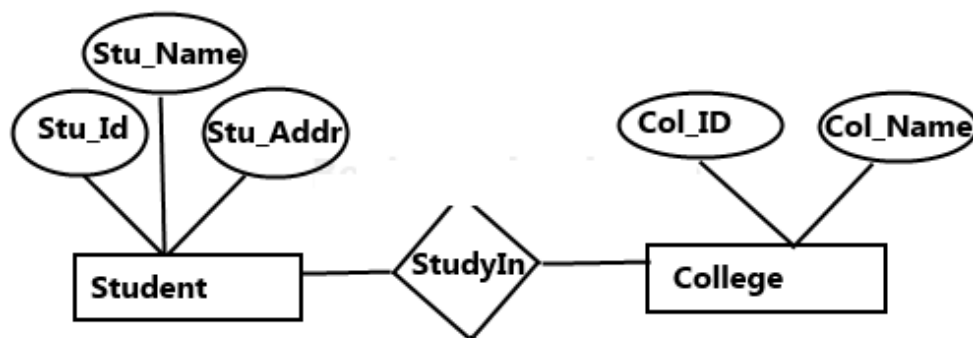 Stu_Name
Stu_Id
Stu_Addr
Col_ID
Col_Name
Student
StudyIn
College